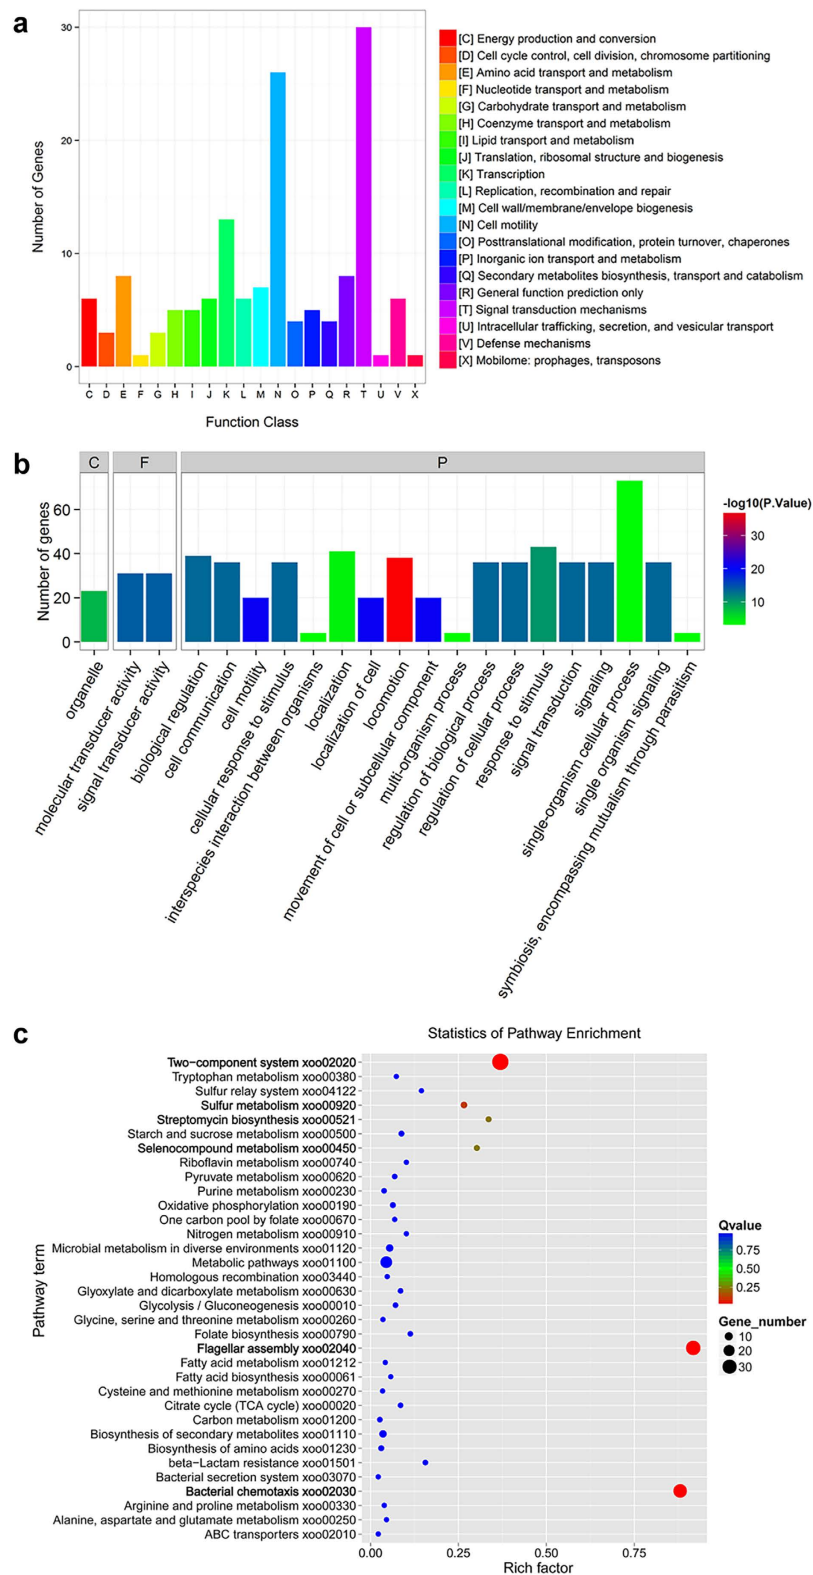 a
Number of Genes
30
20
10
0
C D E F G H I J K L M N O P Q R T U V X
Function Class
[C] Energy production and conversion
[D] Cell cycle control, cell division, chromosome partitioning
[E] Amino acid transport and metabolism
[F] Nucleotide transport and metabolism
[G] Carbohydrate transport and metabolism
[H] Coenzyme transport and metabolism
[I] Lipid transport and metabolism
[J] Translation, ribosomal structure and biogenesis
[K] Transcription
[L] Replication, recombination and repair
[M] Cell wall/membrane/envelope biogenesis
[N] Cell motility
[O] Posttranslational modification, protein turnover, chaperones
[P] Inorganic ion transport and metabolism
[Q] Secondary metabolites biosynthesis, transport and catabolism
[R] General function prediction only
[T] Signal transduction mechanisms
[U] Intracellular trafficking, secretion, and vesicular transport
[V] Defense mechanisms
[X] Mobilome: prophages, transposons
b
C F P
Number of genes
60
40
20
0
-log10(P.Value)
30
20
10
organelle
molecular transducer activity
signal transducer activity
biological regulation
cell communication
cell motility
cellular response to stimulus
interspecies interaction between organisms
localization
localization of cell
locomotion
movement of cell or subcellular component
multi-organism process
regulation of biological process
regulation of cellular process
response to stimulus
signal transduction
signaling
single-organism cellular process
single organism signaling
symbiosis, encompassing mutualism through parasitism
c
Statistics of Pathway Enrichment
Pathway term
Two-component system xoo02020
Tryptophan metabolism xoo00380
Sulfur relay system xoo04122
Sulfur metabolism xoo00920
Streptomycin biosynthesis xoo00521
Starch and sucrose metabolism xoo00500
Selenocompound metabolism xoo00450
Riboflavin metabolism xoo00740
Pyruvate metabolism xoo00620
Purine metabolism xoo00230
Oxidative phosphorylation xoo00190
One carbon pool by folate xoo00670
Nitrogen metabolism xoo00910
Microbial metabolism in diverse environments xoo01120
Metabolic pathways xoo01100
Homologous recombination xoo03440
Glyoxylate and dicarboxylate metabolism xoo00630
Glycolysis / Gluconeogenesis xoo00010
Glycine, serine and threonine metabolism xoo00260
Folate biosynthesis xoo00790
Flagellar assembly xoo02040
Fatty acid metabolism xoo01212
Fatty acid biosynthesis xoo00061
Cysteine and methionine metabolism xoo00270
Citrate cycle (TCA cycle) xoo00020
Carbon metabolism xoo01200
Biosynthesis of secondary metabolites xoo01110
Biosynthesis of amino acids xoo01230
beta−Lactam resistance xoo01501
Bacterial secretion system xoo03070
Bacterial chemotaxis xoo02030
Arginine and proline metabolism xoo00330
Alanine, aspartate and glutamate metabolism xoo00250
ABC transporters xoo02010
0.00 0.25 0.50 0.75
Rich factor
Qvalue
0.75
0.50
0.25
Gene_number
10
20
30